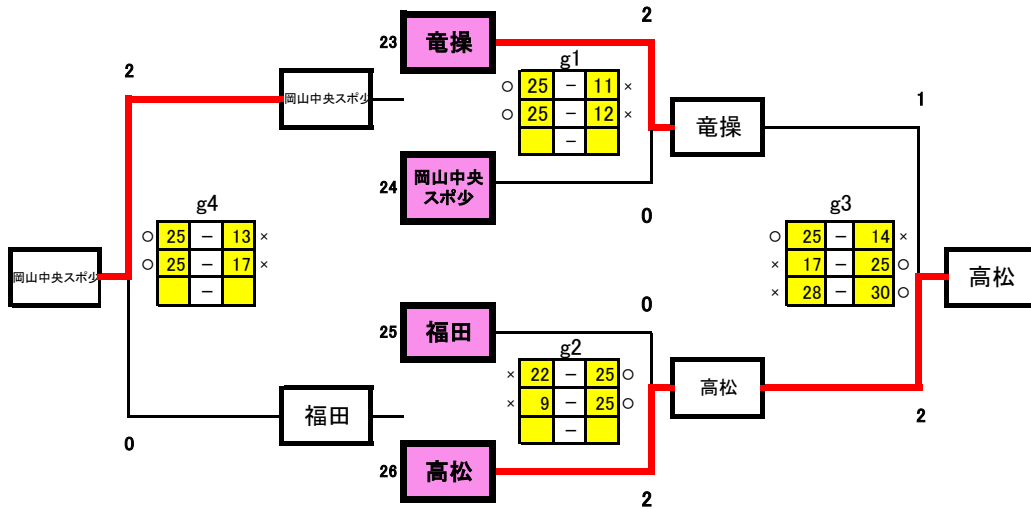 2
23
竜操
g1
○ 25 − 11 ×
○ 25 − 12 ×
−
2
岡山中央スポ少
竜操
1
24
岡山中央
スポ少
0
g4
○ 25 − 13 ×
○ 25 − 17 ×
−
岡山中央スポ少
g3
○ 25 − 14 ×
× 17 − 25 ○
× 28 − 30 ○
高松
25
福田
0
g2
× 22 − 25 ○
× 9 − 25 ○
−
高松
2
福田
0
26
高松
2